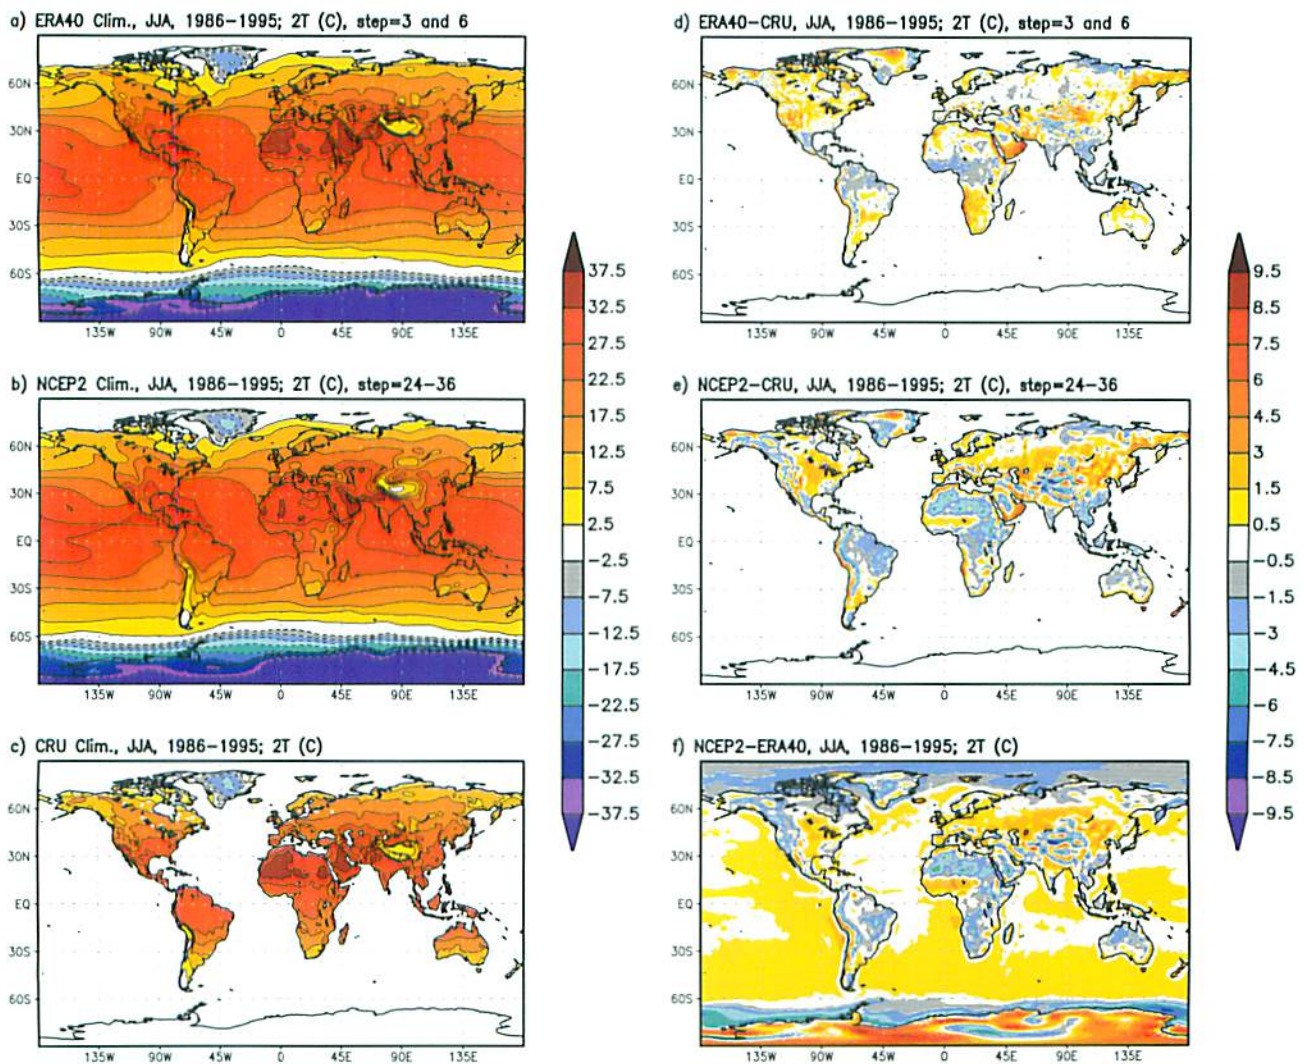 a) ERA40 Clim., JJA, 1986-1995; 2T (C), step=3 and 6
60N
30N
EQ
30S
60S
135W 90W 45W 0 45E 90E 135E
b) NCEP2 Clim., JJA, 1986-1995; 2T (C), step=24-36
60N
30N
EQ
30S
60S
135W 90W 45W 0 45E 90E 135E
c) CRU Clim., JJA, 1986-1995; 2T (C)
60N
30N
EQ
30S
60S
135W 90W 45W 0 45E 90E 135E
37.5
32.5
27.5
22.5
17.5
12.5
7.5
2.5
-2.5
-7.5
-12.5
-17.5
-22.5
-27.5
-32.5
-37.5
d) ERA40-CRU, JJA, 1986-1995; 2T (C), step=3 and 6
60N
30N
EQ
30S
60S
135W 90W 45W 0 45E 90E 135E
e) NCEP2-CRU, JJA, 1986-1995; 2T (C), step=24-36
60N
30N
EQ
30S
60S
135W 90W 45W 0 45E 90E 135E
f) NCEP2-ERA40, JJA, 1986-1995; 2T (C)
60N
30N
EQ
30S
60S
135W 90W 45W 0 45E 90E 135E
9.5
8.5
7.5
6
4.5
3
1.5
0.5
-0.5
-1.5
-3
-4.5
-6
-7.5
-8.5
-9.5